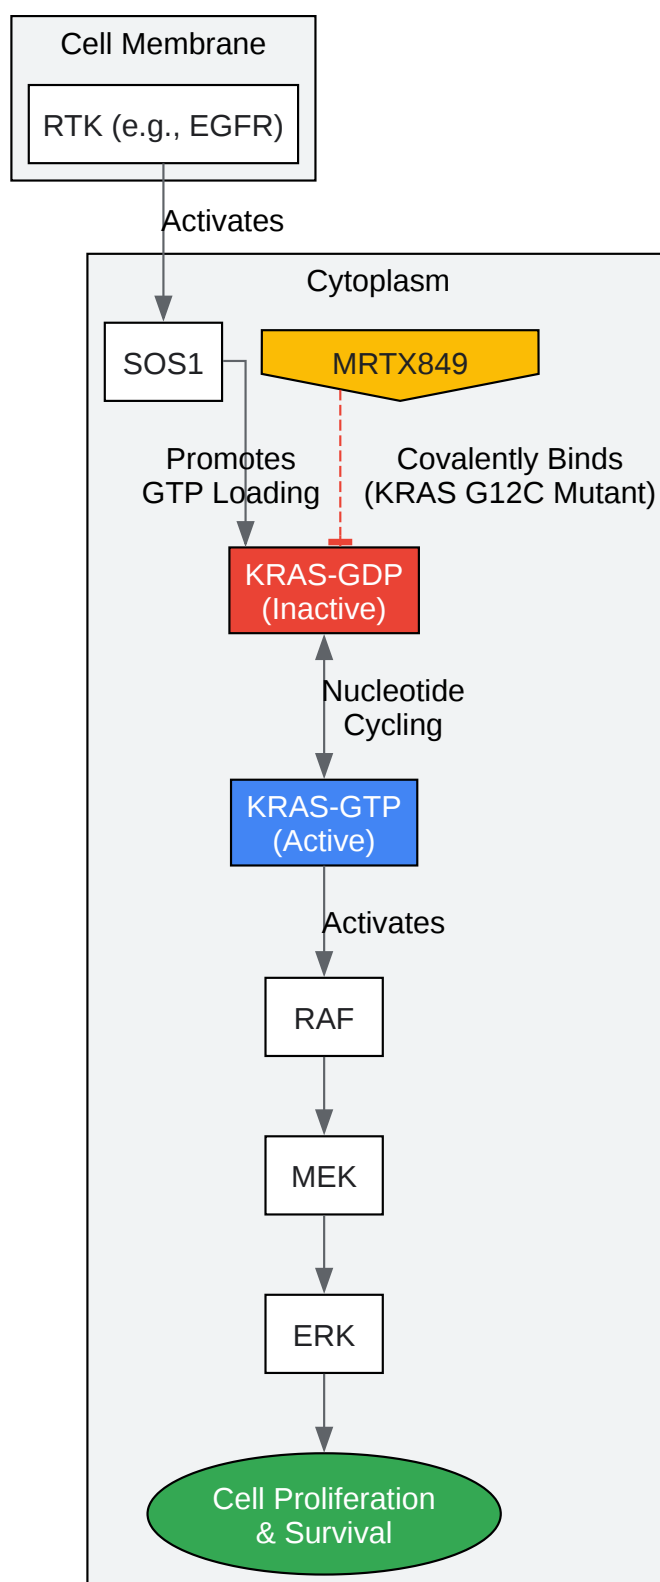 Cell Membrane
RTK (e.g., EGFR)
Activates
Cytoplasm
SOS1
MRTX849
Promotes
GTP Loading
Covalently Binds
(KRAS G12C Mutant)
KRAS-GDP
(Inactive)
Nucleotide
Cycling
KRAS-GTP
(Active)
Activates
RAF
MEK
ERK
Cell Proliferation
& Survival